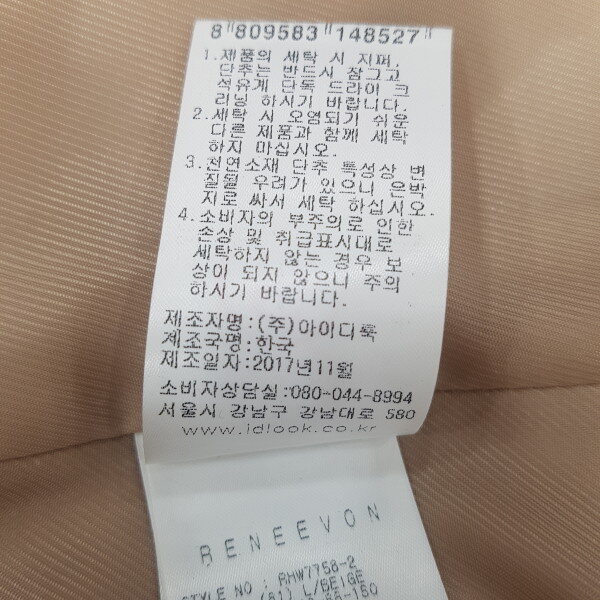 8 809583 148527
1.제품의 세탁 시 지퍼,
단추는 반드시 잠그고
석유계 단독 드라이 크
리닝 하시기 바랍니다.
2.세탁 시 오염되기 쉬운
다른 제품과 함께 세탁
하지 마십시오.
3.천연소재 단추 특성상 변
질될 우려가 있으니 은박
지로 싸서 세탁 하십시오.
4.소비자의 부주의로 인한
손상 및 취급표시대로
세탁하지 않는 경우 보
상이 되지 않으니 주의
하시기 바랍니다.
제조자명:(주)아이디룩
제조국명:한국
제조일자:2017년11월
소비자상담실:080-044-8994
서울시 강남구 강남대로 580
www.idlook.co.kr
RENEEVON
STYLE NO : RHW7756-2
(81) L/BEIGE